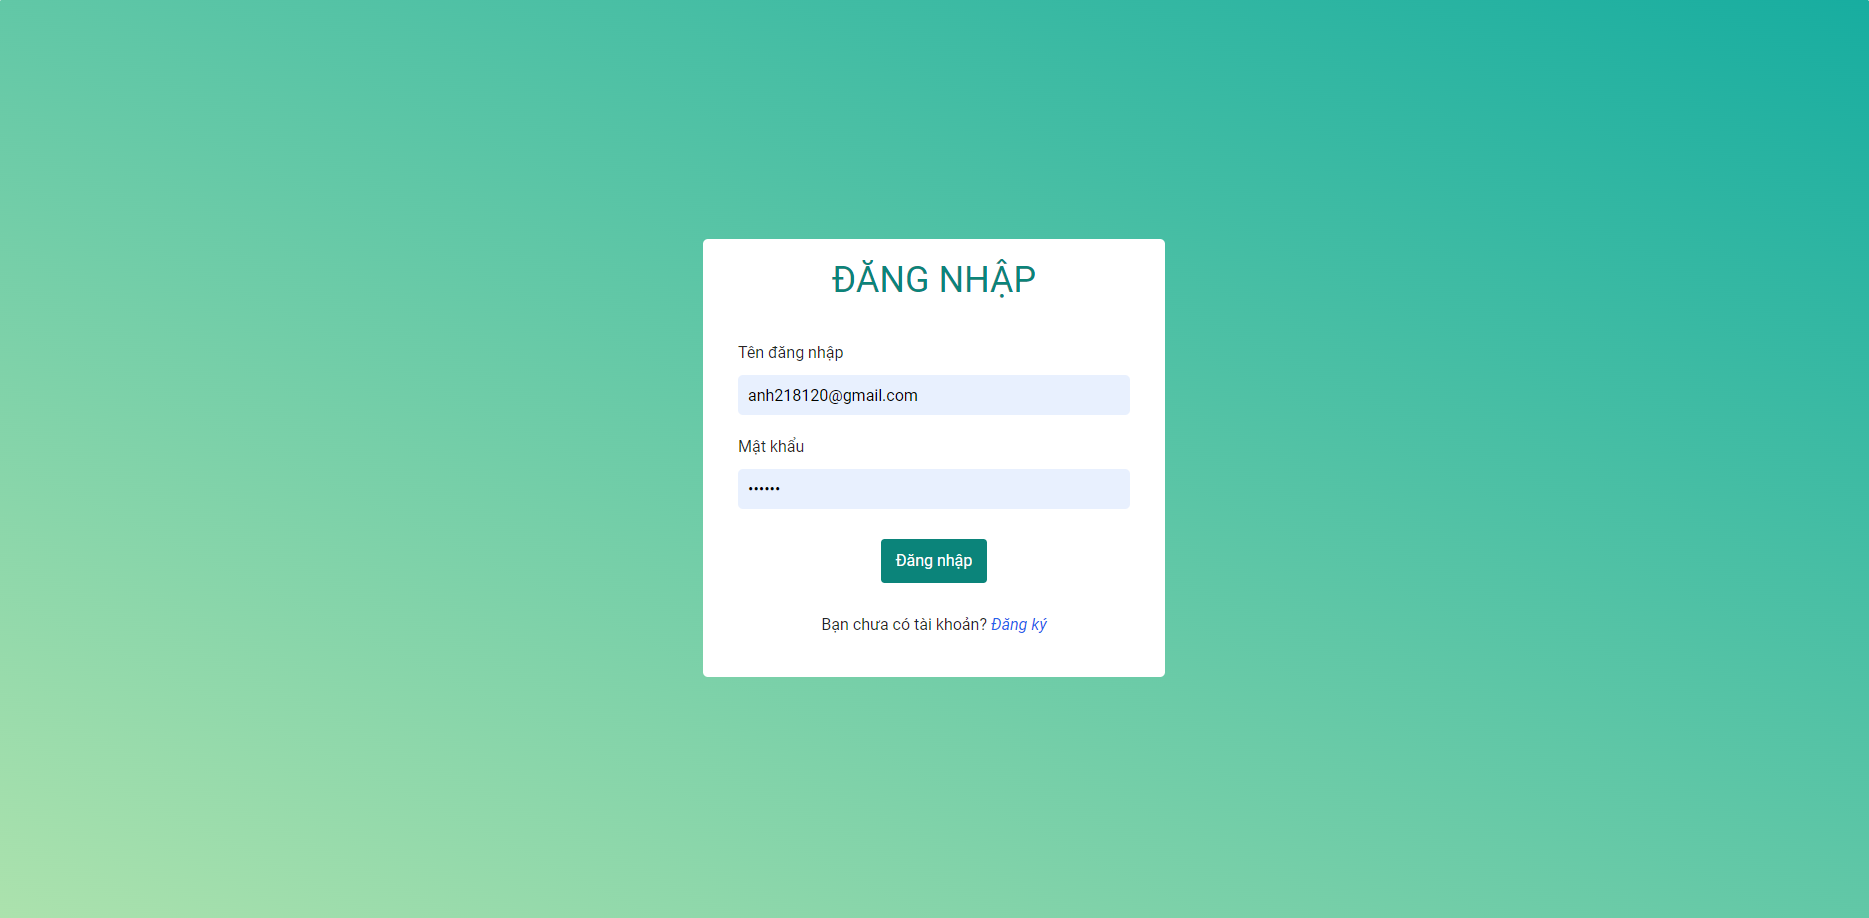 ĐĂNG NHẬP
Tên đăng nhập
anh218120@gmail.com
Mật khẩu
••••••
Đăng nhập
Bạn chưa có tài khoản? Đăng ký